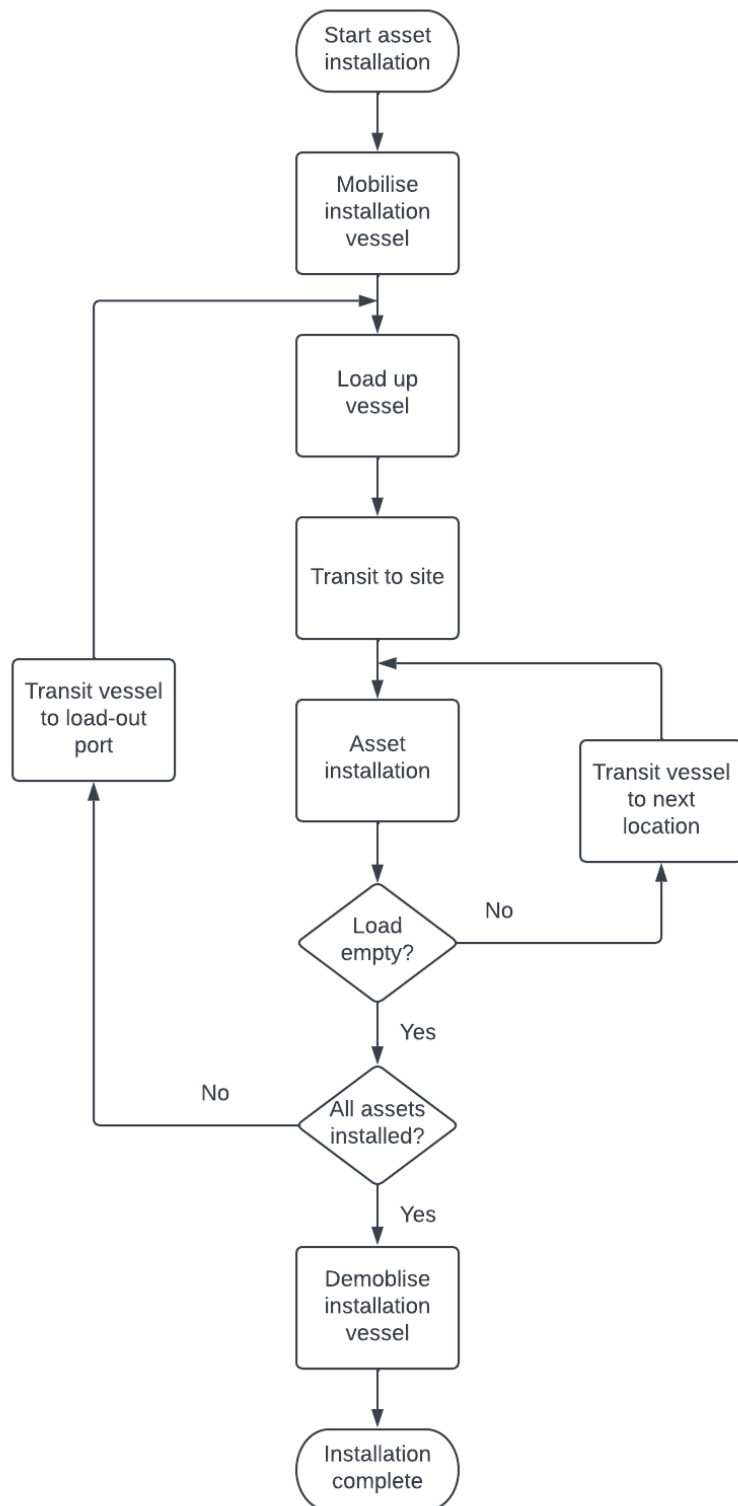 Start asset
installation
Mobilise
installation
vessel
Load up
vessel
Transit to site
Transit vessel
to load-out
port
Asset
installation
Transit vessel
to next
location
Load
empty?
No
Yes
No
All assets
installed?
Yes
Demoblise
installation
vessel
Installation
complete